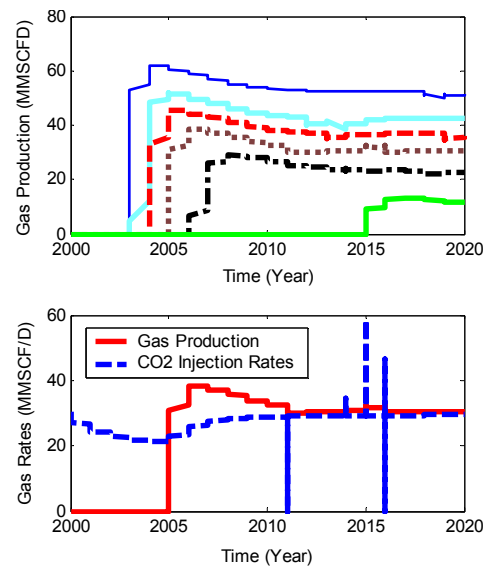 Gas Production (MMSCFD)
80
60
40
20
0
2000 2005 2010 2015 2020
Time (Year)
Gas Rates (MMSCF/D)
60
40
20
0
Gas Production
CO2 Injection Rates
2000 2005 2010 2015 2020
Time (Year)